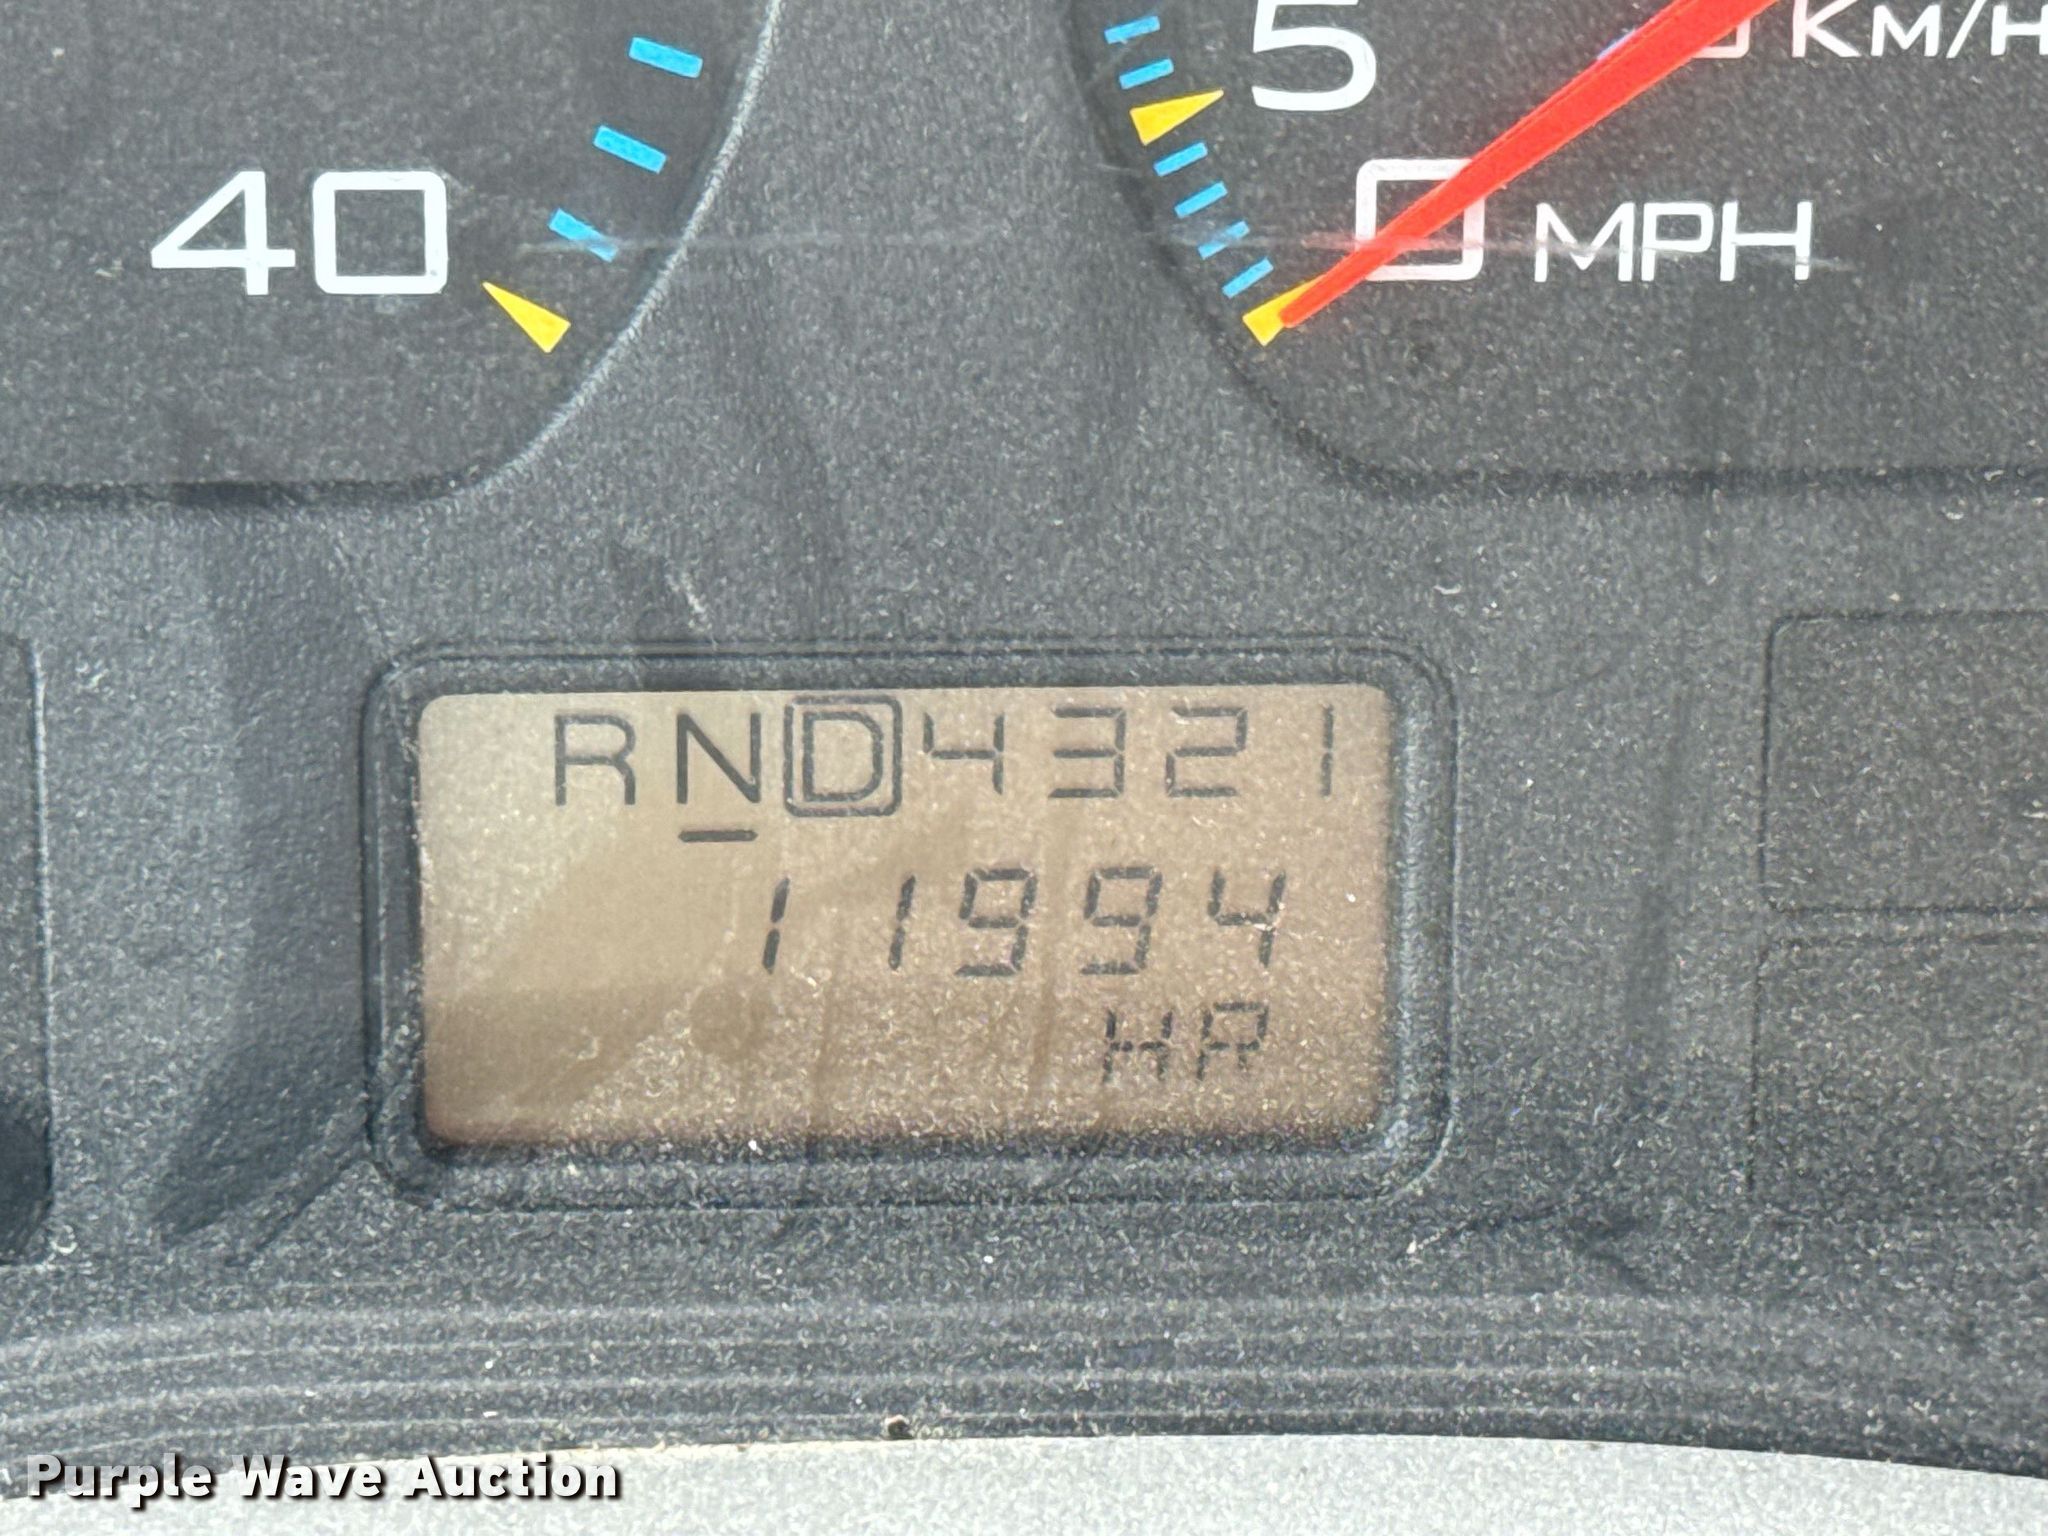 5
KM/H
40
0 MPH
RND4321
11994
HR
Purple Wave Auction